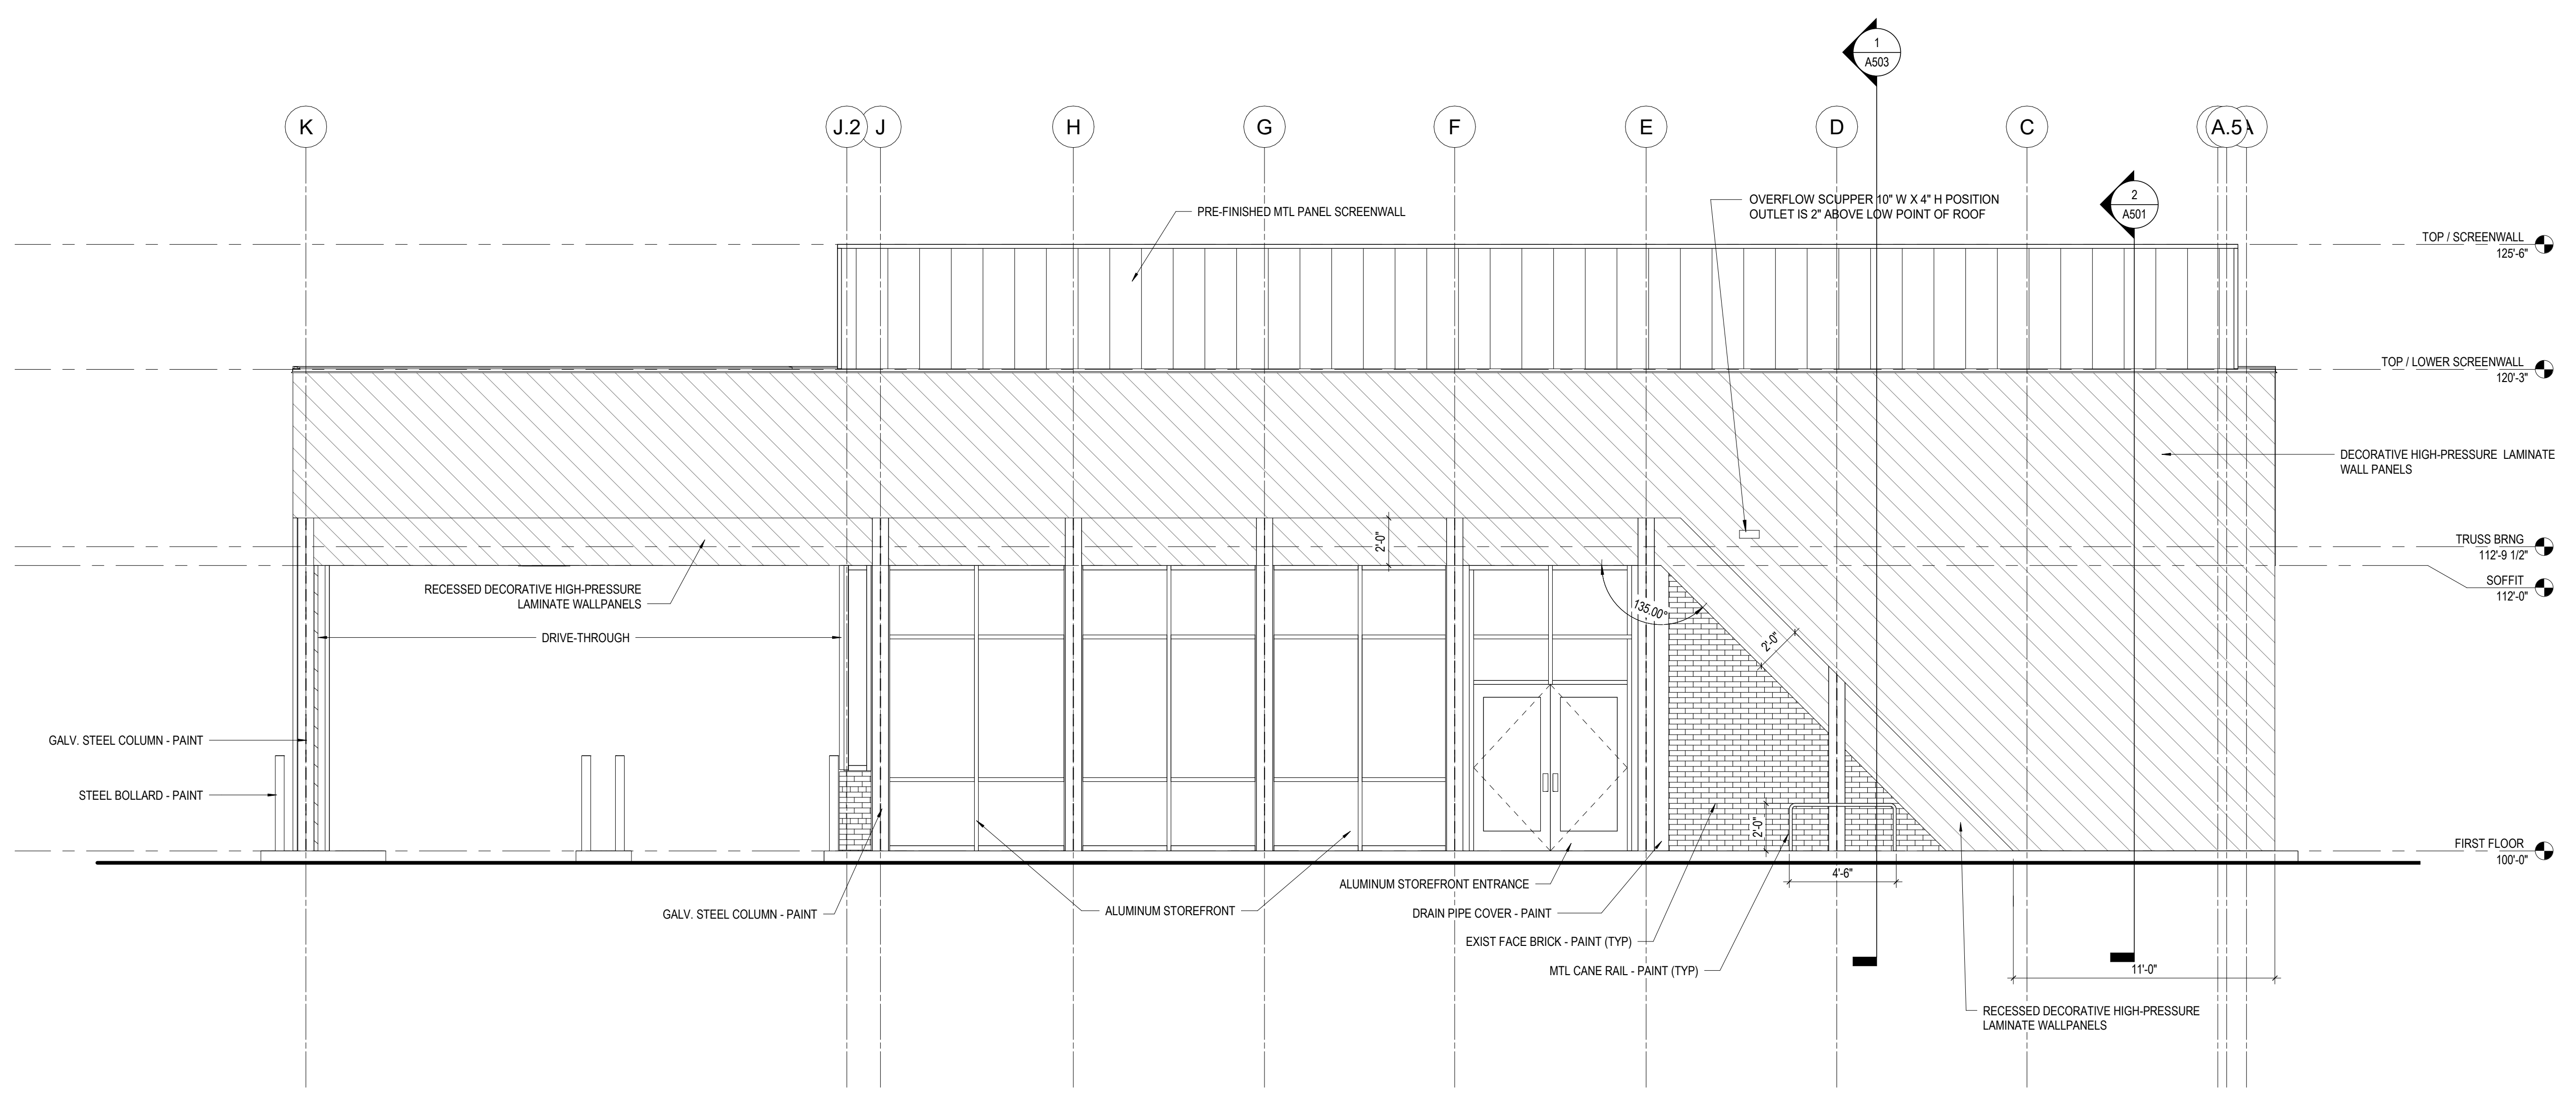 1
A503
K
J.2
J
H
G
F
E
D
C
A.5
2
A501
PRE-FINISHED MTL PANEL SCREENWALL
OVERFLOW SCUPPER 10" W X 4" H POSITION
OUTLET IS 2" ABOVE LOW POINT OF ROOF
TOP / SCREENWALL
125'-6"
TOP / LOWER SCREENWALL
120'-3"
DECORATIVE HIGH-PRESSURE LAMINATE
WALL PANELS
2'-0"
TRUSS BRNG
112'-9 1/2"
SOFFIT
112'-0"
RECESSED DECORATIVE HIGH-PRESSURE
LAMINATE WALLPANELS
135.00°
DRIVE-THROUGH
2'-0"
GALV. STEEL COLUMN - PAINT
STEEL BOLLARD - PAINT
2'-0"
FIRST FLOOR
100'-0"
4'-6"
ALUMINUM STOREFRONT ENTRANCE
GALV. STEEL COLUMN - PAINT
ALUMINUM STOREFRONT
DRAIN PIPE COVER - PAINT
EXIST FACE BRICK - PAINT (TYP)
MTL CANE RAIL - PAINT (TYP)
11'-0"
RECESSED DECORATIVE HIGH-PRESSURE
LAMINATE WALLPANELS